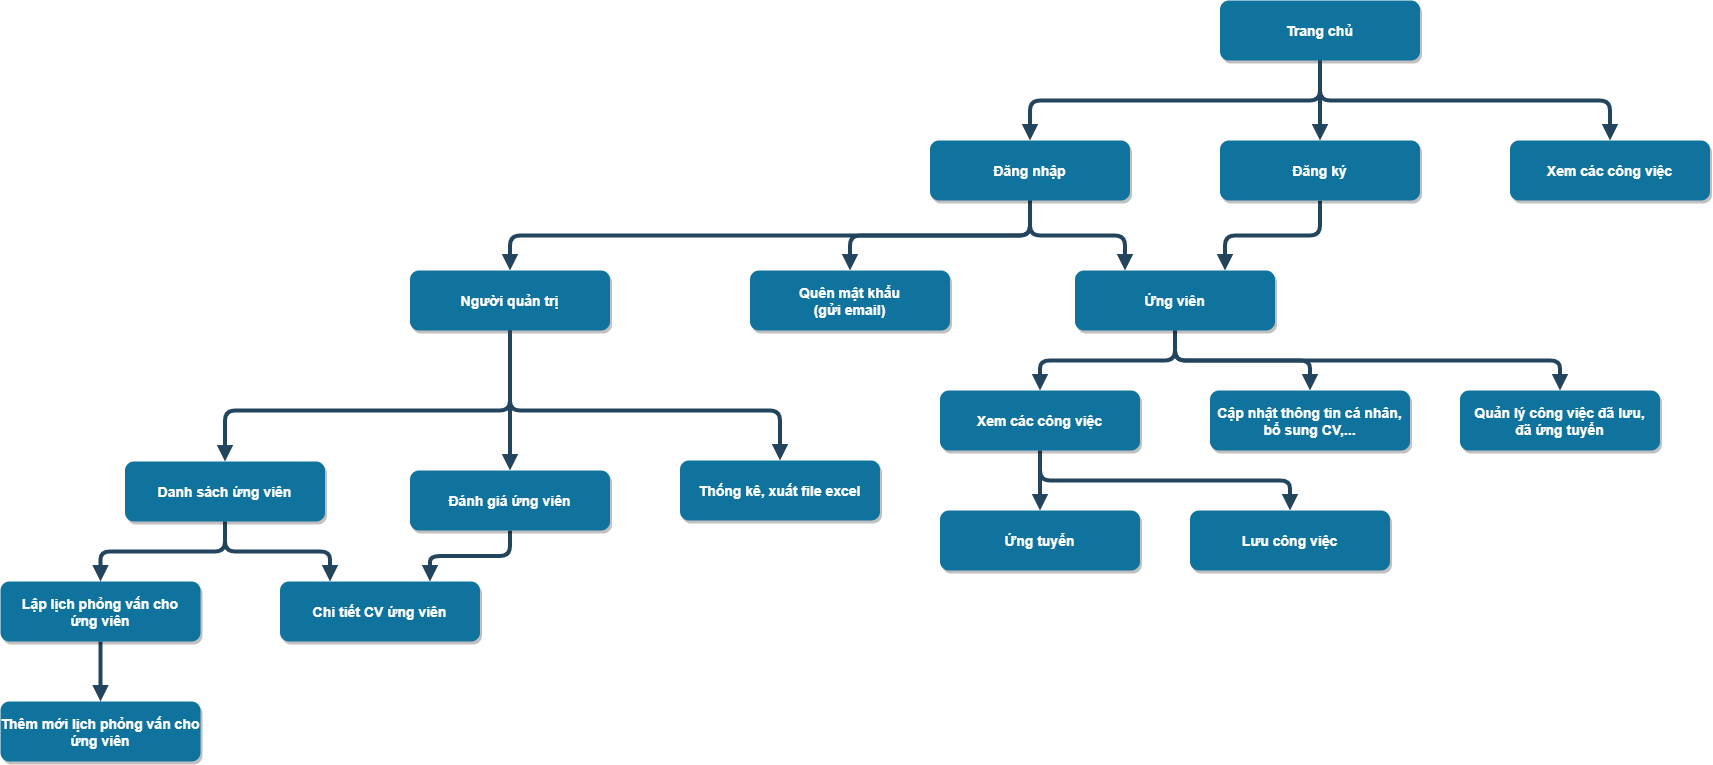 Trang chủ
Đăng nhập
Đăng ký
Xem các công việc
Người quản trị
Quên mật khẩu
(gửi email)
Ứng viên
Xem các công việc
Cập nhật thông tin cá nhân,
bổ sung CV,...
Quản lý công việc đã lưu,
đã ứng tuyển
Danh sách ứng viên
Đánh giá ứng viên
Thống kê, xuất file excel
Ứng tuyển
Lưu công việc
Lập lịch phỏng vấn cho
ứng viên
Chi tiết CV ứng viên
Thêm mới lịch phỏng vấn cho
ứng viên